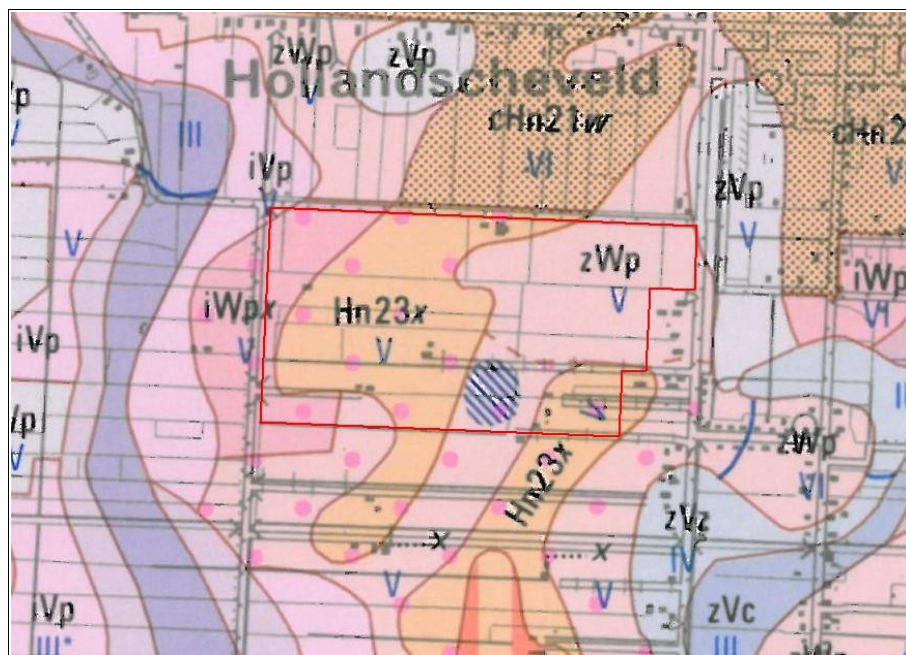 zWp
V
zVp
Hollandscheveld
III
cHn21w
VI
iVp
V
zVp
V
V
zWp
V
iWp
VI
iWpx
V
Hn23x
V
iVp
V
V
Hn23x
zWp
VI
zVz
IV
x
x
V
V
iVp
III*
zVc
III